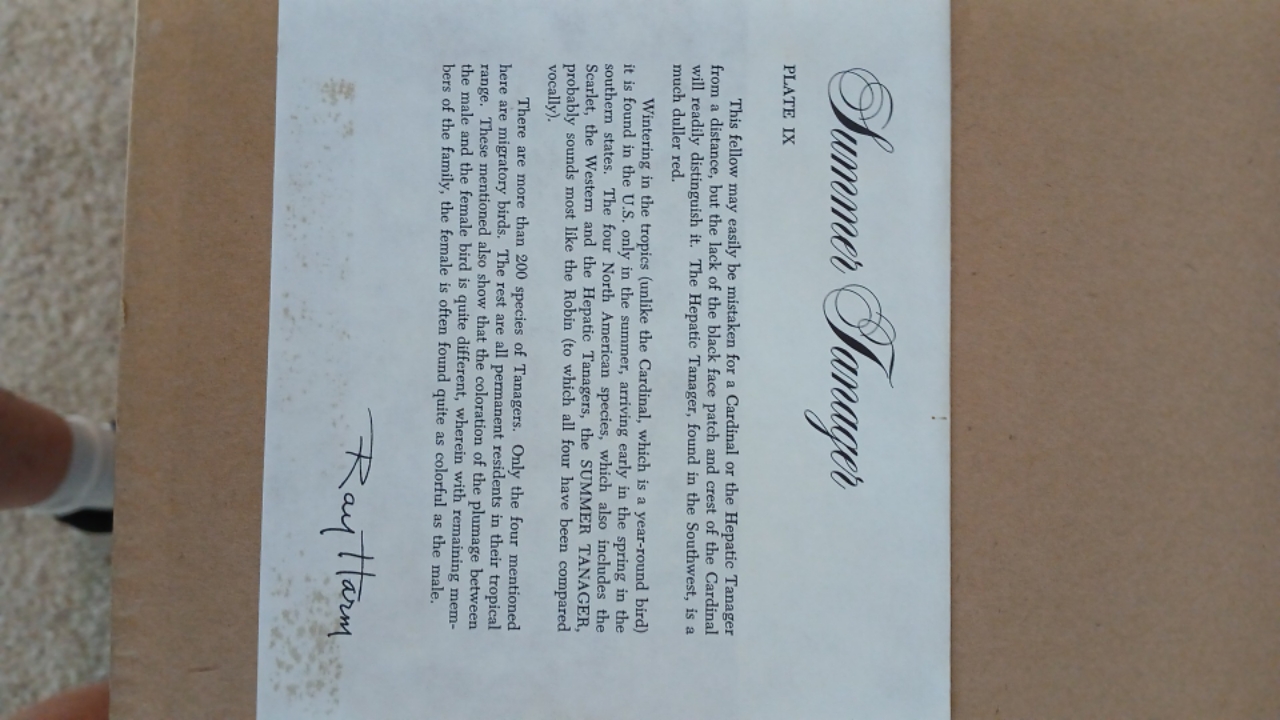 Summer Tanager
PLATE IX
This fellow may easily be mistaken for a Cardinal or the Hepatic Tanager
from a distance, but the lack of the black face patch and crest of the Cardinal
will readily distinguish it. The Hepatic Tanager, found in the Southwest, is a
much duller red.
Wintering in the tropics (unlike the Cardinal, which is a year-round bird)
it is found in the U.S. only in the summer, arriving early in the spring in the
southern states. The four North American species, which also includes the
Scarlet, the Western and the Hepatic Tanagers, the SUMMER TANAGER,
probably sounds most like the Robin (to which all four have been compared
vocally).
There are more than 200 species of Tanagers. Only the four mentioned
here are migratory birds. The rest are all permanent residents in their tropical
range. These mentioned also show that the coloration of the plumage between
the male and the female bird is quite different, wherein with remaining mem-
bers of the family, the female is often found quite as colorful as the male.
Ray Harm